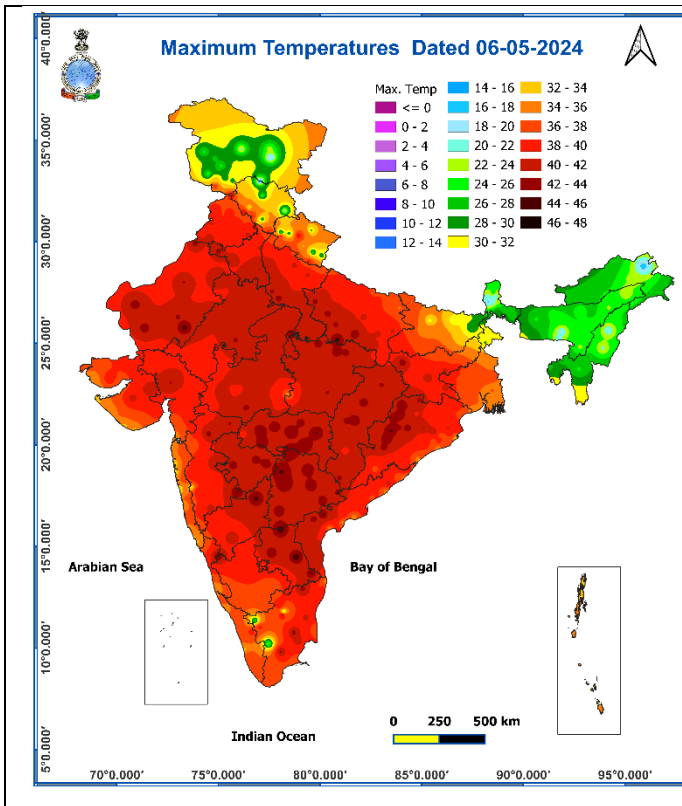 Maximum Temperatures Dated 06-05-2024
Max. Temp
<= 0
0 - 2
2 - 4
4 - 6
6 - 8
8 - 10
10 - 12
12 - 14
14 - 16
16 - 18
18 - 20
20 - 22
22 - 24
24 - 26
26 - 28
28 - 30
30 - 32
32 - 34
34 - 36
36 - 38
38 - 40
40 - 42
42 - 44
44 - 46
46 - 48
40°0.000'
35°0.000'
30°0.000'
25°0.000'
20°0.000'
15°0.000'
10°0.000'
5°0.000'
Arabian Sea
Bay of Bengal
Indian Ocean
0 250 500 km
70°0.000' 75°0.000' 80°0.000' 85°0.000' 90°0.000' 95°0.000'